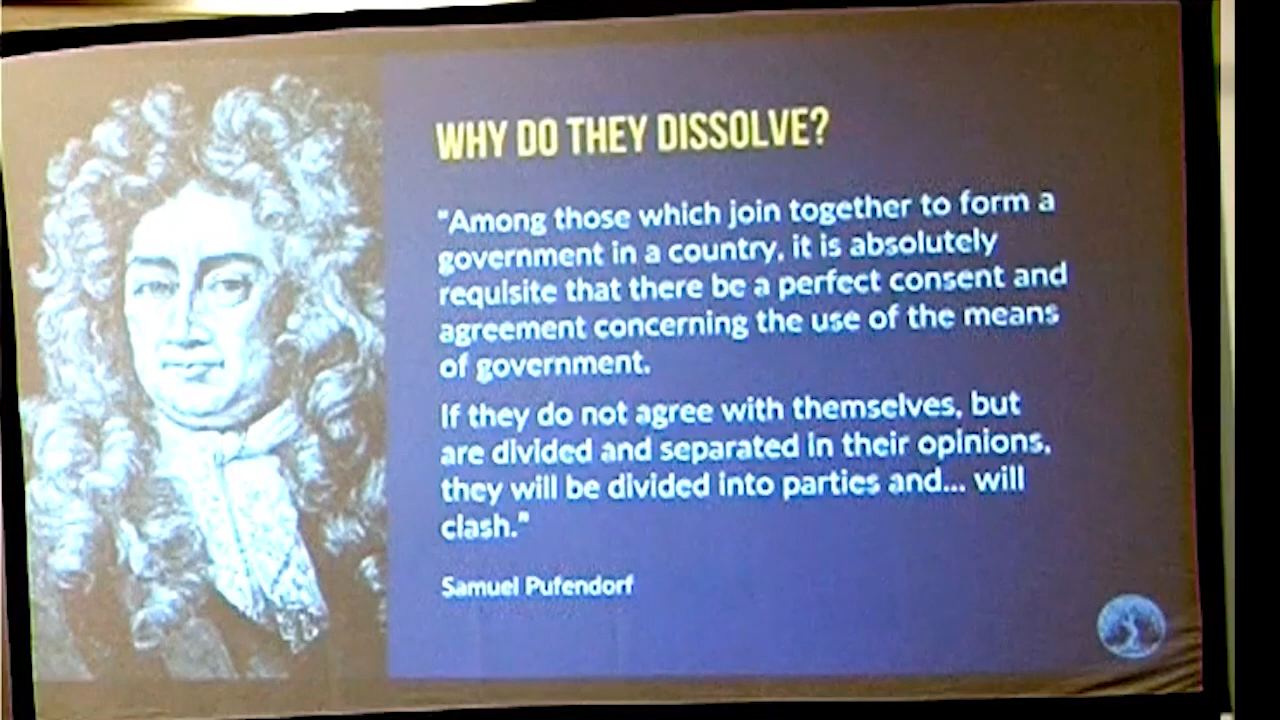 WHY DO THEY DISSOLVE?
"Among those which join together to form a
government in a country, it is absolutely
requisite that there be a perfect consent and
agreement concerning the use of the means
of government.
If they do not agree with themselves, but
are divided and separated in their opinions,
they will be divided into parties and... will
clash."
Samuel Pufendorf